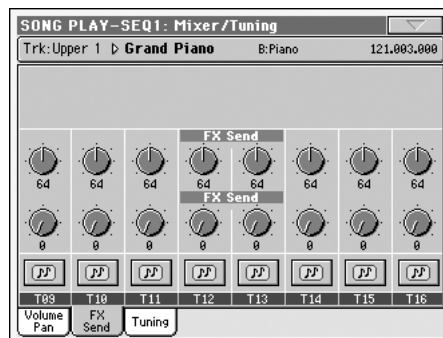 SONG PLAY-SEQ1: Mixer/Tuning
Trk:Upper 1 ▷ Grand Piano B:Piano 121.003.000
FX Send
64 64 64 64 64 64 64 64
FX Send
0 0 0 0 0 0 0 0
T09 T10 T11 T12 T13 T14 T15 T16
Volume Pan FX Send Tuning